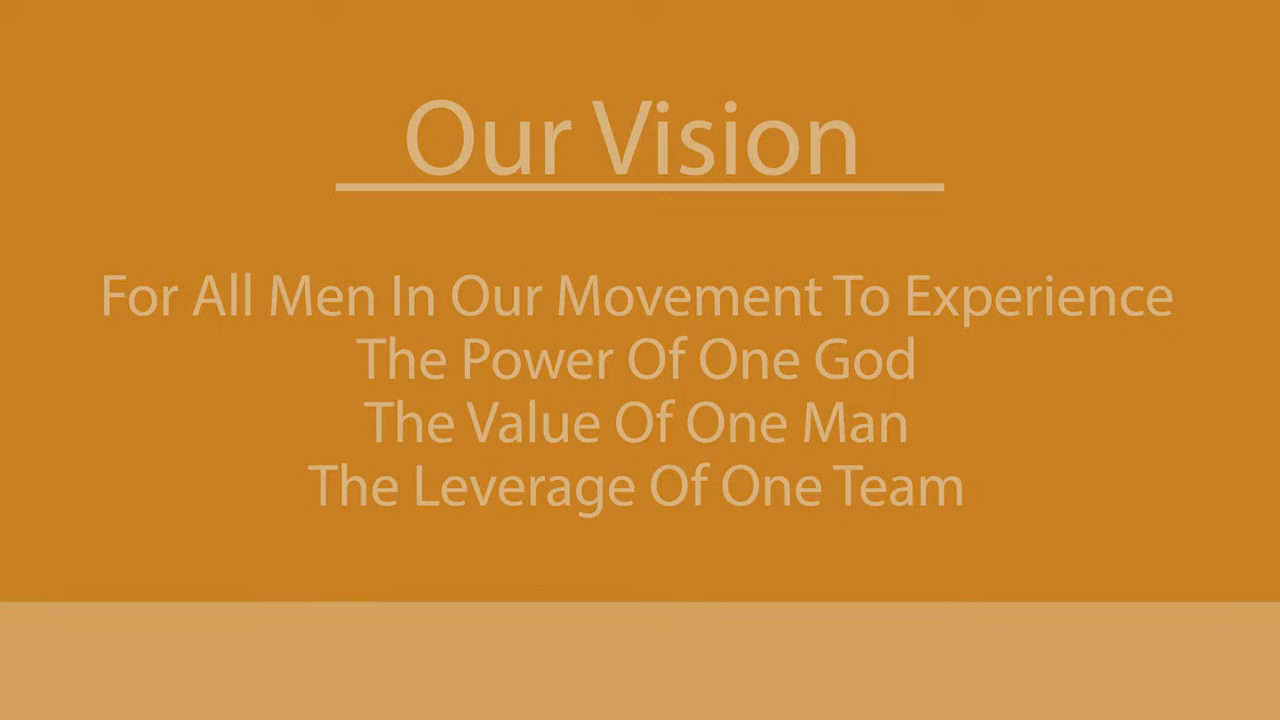 Our Vision
For All Men In Our Movement To Experience
The Power Of One God
The Value Of One Man
The Leverage Of One Team